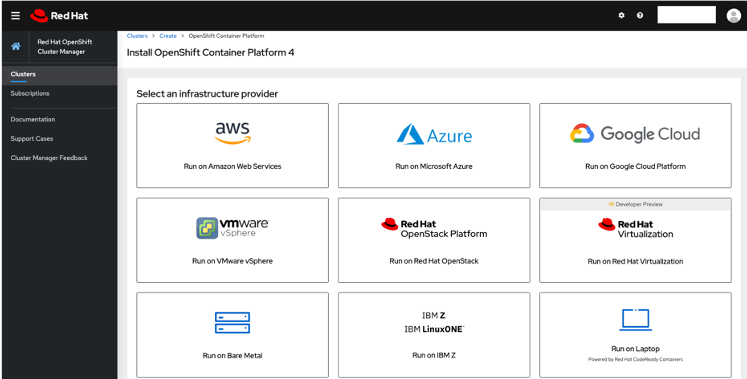 Red Hat
Red Hat OpenShift
Cluster Manager
Clusters
Subscriptions
Documentation
Support Cases
Cluster Manager Feedback
Clusters > Create > OpenShift Container Platform
Install OpenShift Container Platform 4
Select an infrastructure provider
aws
Run on Amazon Web Services
Azure
Run on Microsoft Azure
Google Cloud
Run on Google Cloud Platform
vmware
vSphere
Run on VMware vSphere
Red Hat
OpenStack Platform
Run on Red Hat OpenStack
Developer Preview
Red Hat
Virtualization
Run on Red Hat Virtualization
Run on Bare Metal
IBM Z
IBM LinuxONE™
Run on IBM Z
Run on Laptop
Powered by Red Hat CodeReady Containers